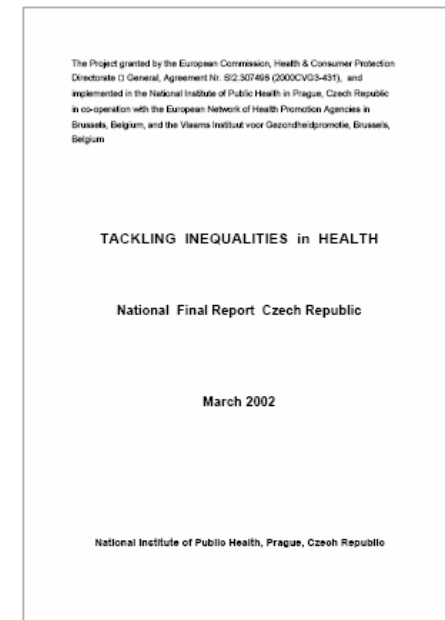 The Project granted by the European Commission, Health & Consumer Protection
Directorate □ General, Agreement Nr. SI2.307498 (2000CVG3-431), and
implemented in the National Institute of Public Health in Prague, Czech Republic
in co-operation with the European Network of Health Promotion Agencies in
Brussels, Belgium, and the Vlaams Instituut voor Gezondheidpromotie, Brussels,
Belgium
TACKLING INEQUALITIES in HEALTH
National Final Report Czech Republic
March 2002
National Institute of Public Health, Prague, Czech Republic